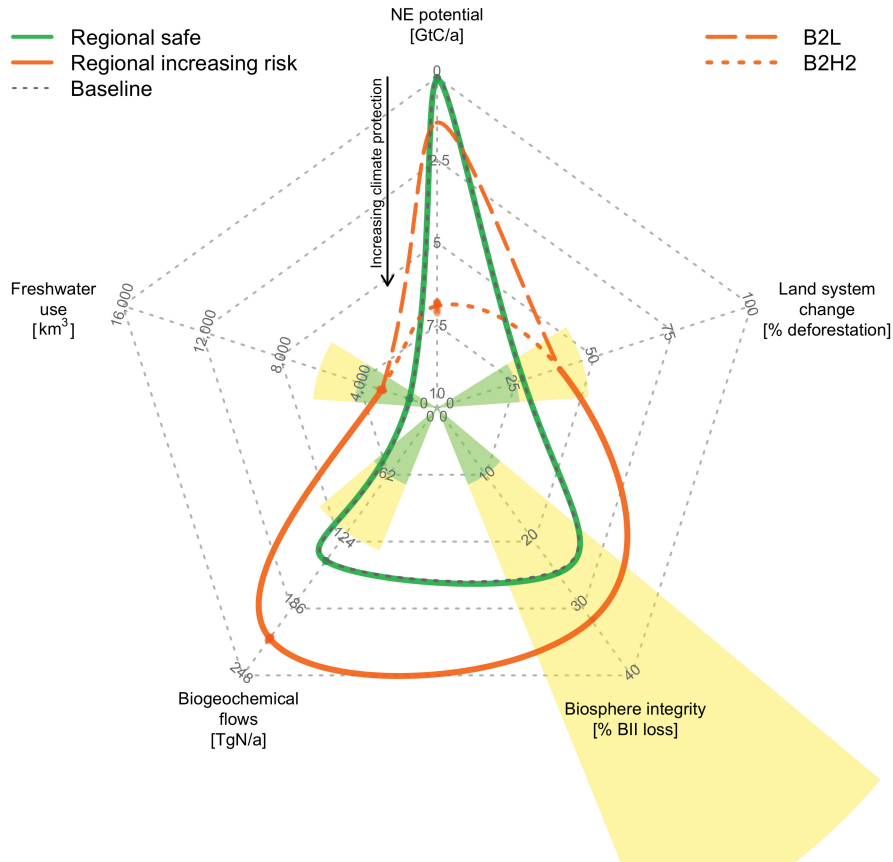 NE potential
[GtC/a]
Regional safe
Regional increasing risk
Baseline
B2L
B2H2
Increasing climate protection
0
2.5
5
7.5
10
Freshwater
use
[km³]
16,000
12,000
8,000
4,000
0
Land system
change
[% deforestation]
100
75
50
25
0
0
0
62
124
186
248
10
20
30
40
Biogeochemical
flows
[TgN/a]
Biosphere integrity
[% BII loss]